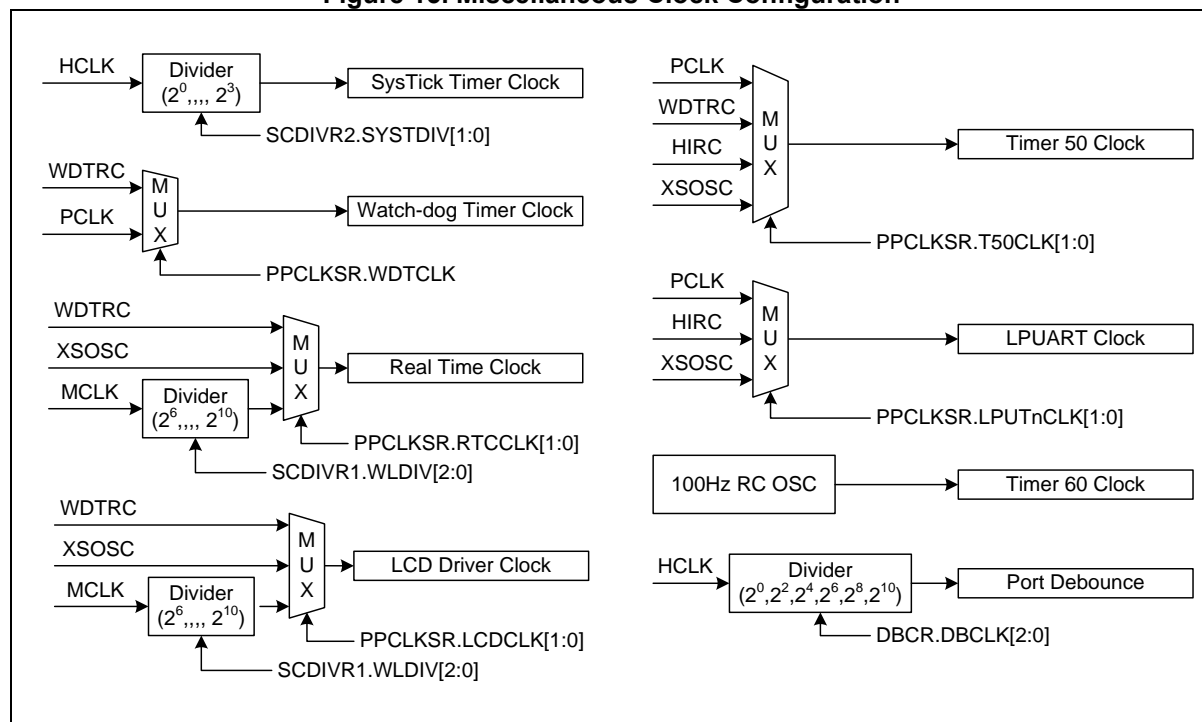 HCLK
Divider
(2^0,,,, 2^3)
SysTick Timer Clock
SCDIVR2.SYSTDIV[1:0]
WDTRC
PCLK
M
U
X
Watch-dog Timer Clock
PPCLKSR.WDTCLK
WDTRC
XSOSC
MCLK
Divider
(2^6,,,, 2^10)
M
U
X
Real Time Clock
PPCLKSR.RTCCLK[1:0]
SCDIVR1.WLDIV[2:0]
WDTRC
XSOSC
MCLK
Divider
(2^6,,,, 2^10)
M
U
X
LCD Driver Clock
PPCLKSR.LCDCLK[1:0]
SCDIVR1.WLDIV[2:0]
PCLK
WDTRC
HIRC
XSOSC
M
U
X
Timer 50 Clock
PPCLKSR.T50CLK[1:0]
PCLK
HIRC
XSOSC
M
U
X
LPUART Clock
PPCLKSR.LPUTnCLK[1:0]
100Hz RC OSC
Timer 60 Clock
HCLK
Divider
(2^0,2^2,2^4,2^6,2^8,2^10)
Port Debounce
DBCR.DBCLK[2:0]